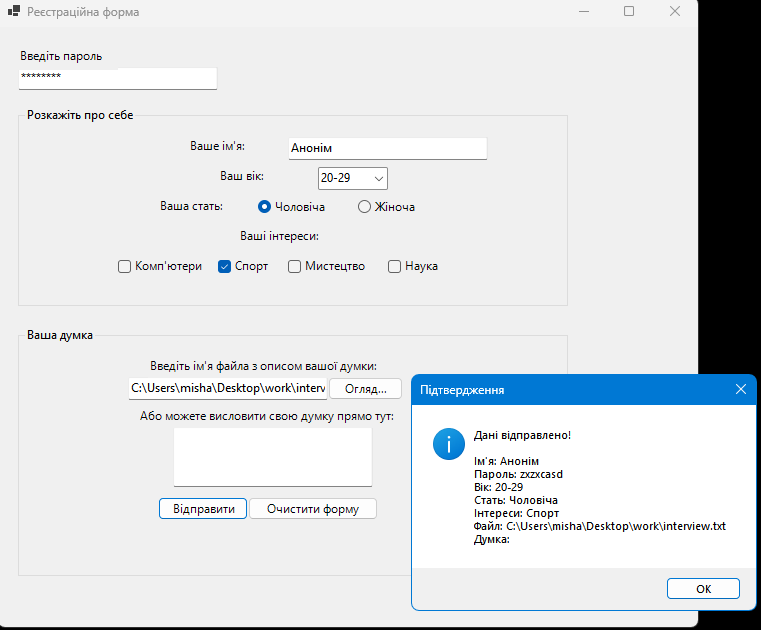 Реєстраційна форма
Введіть пароль
********
Розкажіть про себе
Ваше ім'я:
Анонім
Ваш вік:
20-29
Ваша стать:
Чоловіча
Жіноча
Ваші інтереси:
Комп'ютери
Спорт
Мистецтво
Наука
Ваша думка
Введіть ім'я файла з описом вашої думки:
C:\Users\misha\Desktop\work\interv
Огляд...
Або можете висловити свою думку прямо тут:
Відправити
Очистити форму
Підтвердження
Дані відправлено!
Ім'я: Анонім
Пароль: zxzxcasd
Вік: 20-29
Стать: Чоловіча
Інтереси: Спорт
Файл: C:\Users\misha\Desktop\work\interview.txt
Думка:
ОК